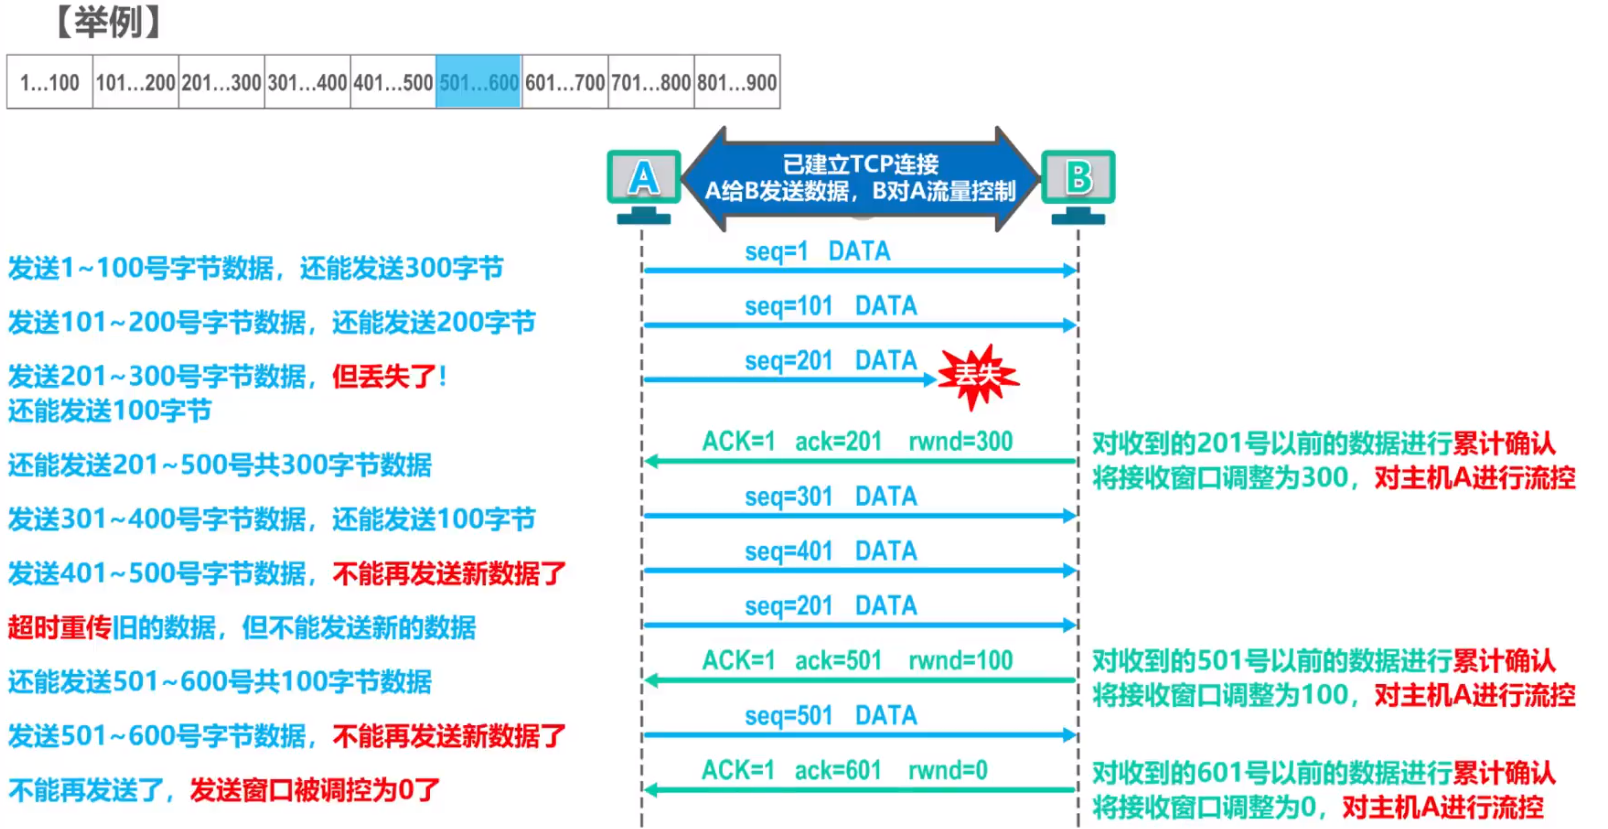 【举例】
1...100 101...200 201...300 301...400 401...500 501...600 601...700 701...800 801...900
A
已建立TCP连接
A给B发送数据，B对A流量控制
B
发送1~100号字节数据，还能发送300字节
seq=1 DATA
发送101~200号字节数据，还能发送200字节
seq=101 DATA
发送201~300号字节数据，但丢失了！
还能发送100字节
seq=201 DATA
丢失
还能发送201~500号共300字节数据
ACK=1 ack=201 rwnd=300
对收到的201号以前的数据进行累计确认
将接收窗口调整为300，对主机A进行流控
发送301~400号字节数据，还能发送100字节
seq=301 DATA
发送401~500号字节数据，不能再发送新数据了
seq=401 DATA
超时重传旧的数据，但不能发送新的数据
seq=201 DATA
还能发送501~600号共100字节数据
ACK=1 ack=501 rwnd=100
对收到的501号以前的数据进行累计确认
将接收窗口调整为100，对主机A进行流控
发送501~600号字节数据，不能再发送新数据了
seq=501 DATA
不能再发送了，发送窗口被调控为0了
ACK=1 ack=601 rwnd=0
对收到的601号以前的数据进行累计确认
将接收窗口调整为0，对主机A进行流控